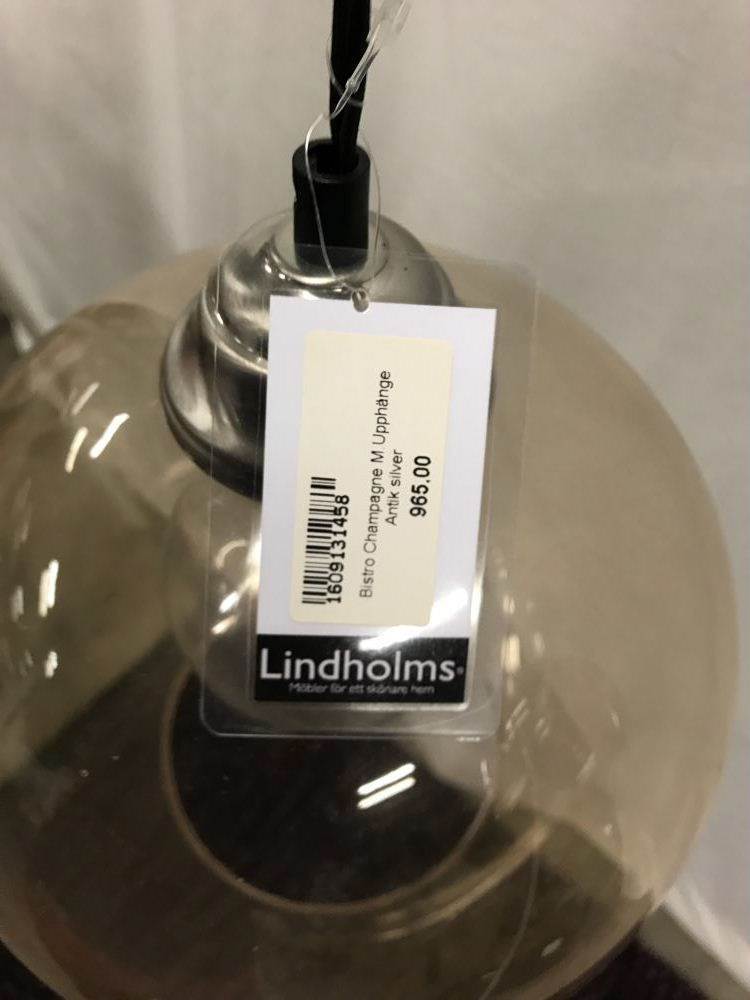 Bistro Champagne M Upphänge
Antik silver
965.00
1609131458
Lindholms
Möbler för ett skönare hem